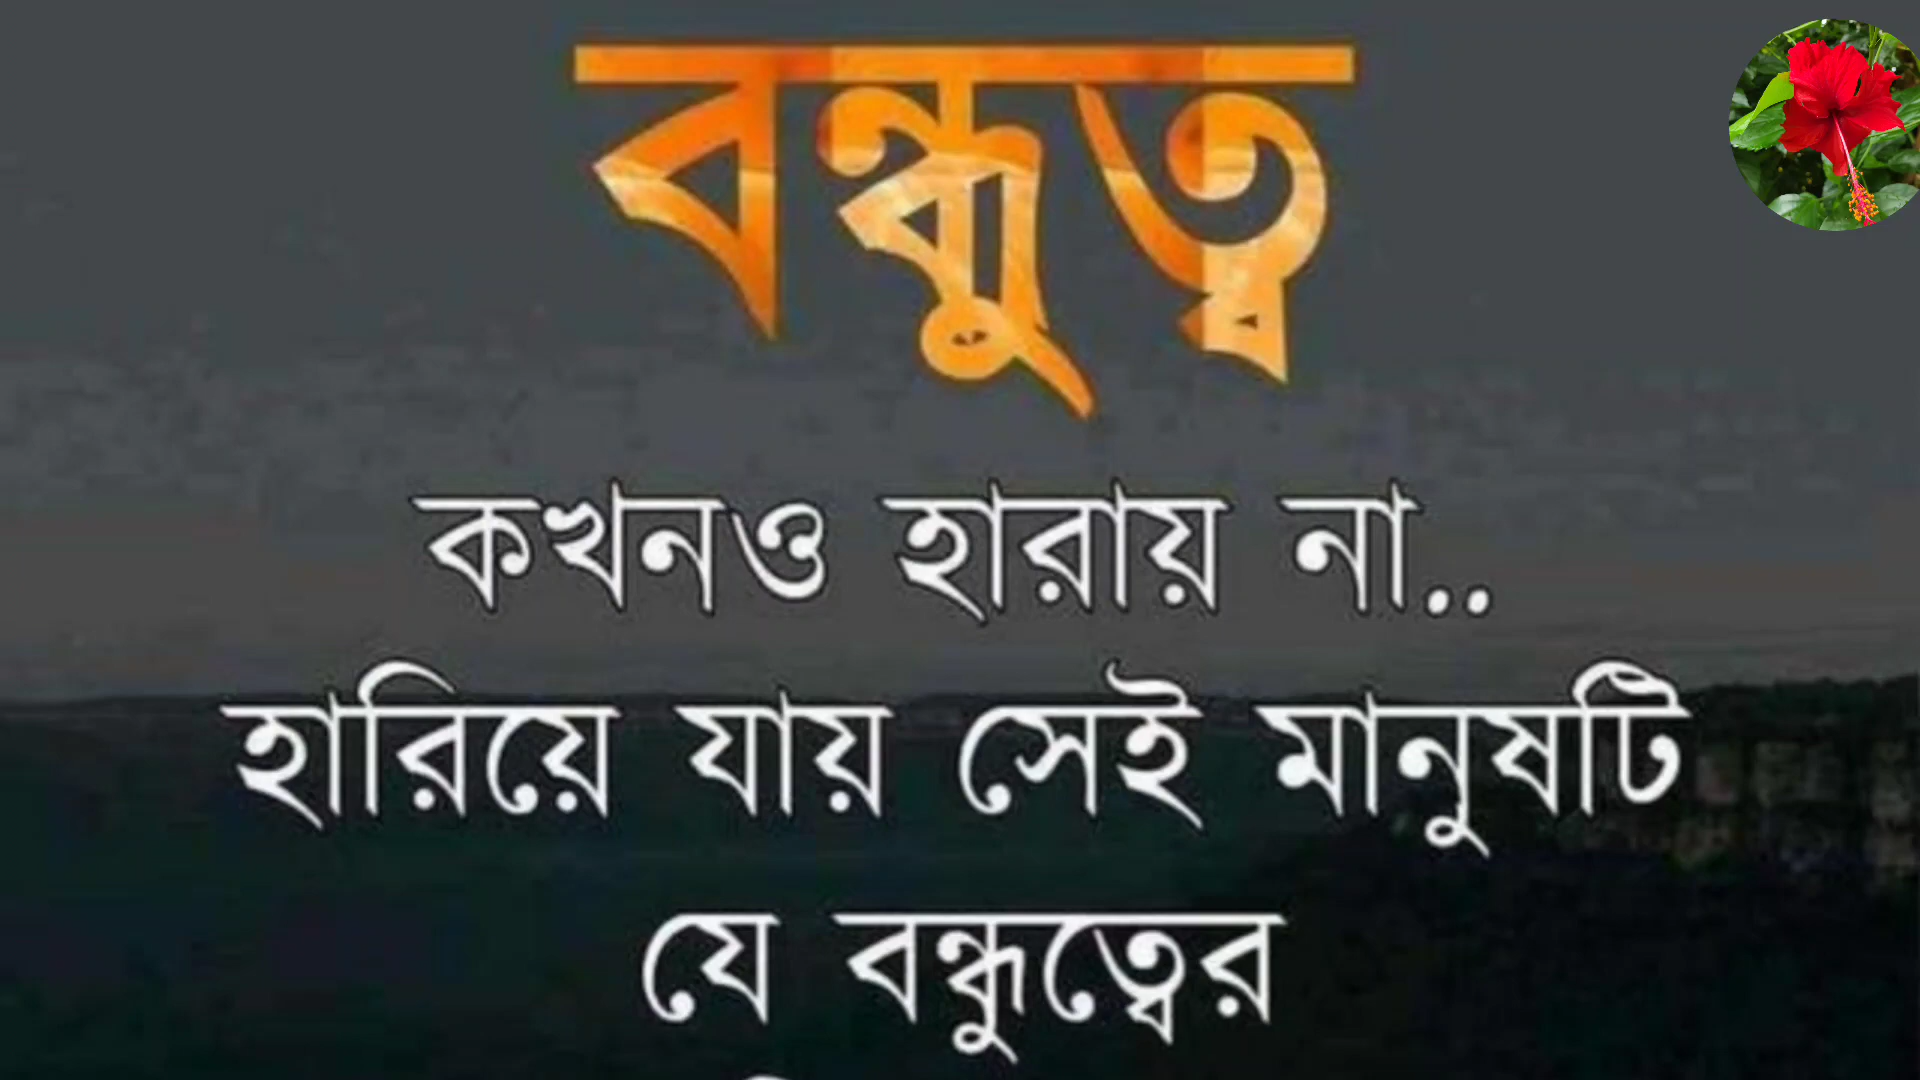 বন্ধুত্ব
কখনও হারায় না..
হারিয়ে যায় সেই মানুষটি
যে বন্ধুত্বের